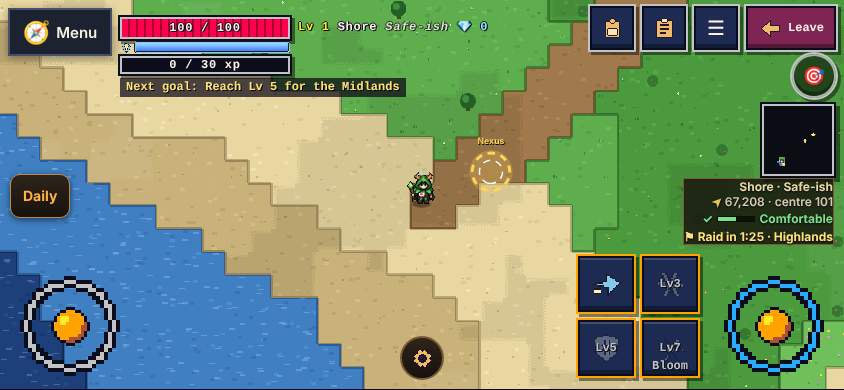 Menu
100 / 100
Lv 1 Shore Safe-ish 0
0 / 30 xp
Next goal: Reach Lv 5 for the Midlands
Leave
Nexus
Daily
Shore · Safe-ish
67,208 · centre 101
Comfortable
Raid in 1:25 · Highlands
Lv3
Lv5
Lv7
Bloom